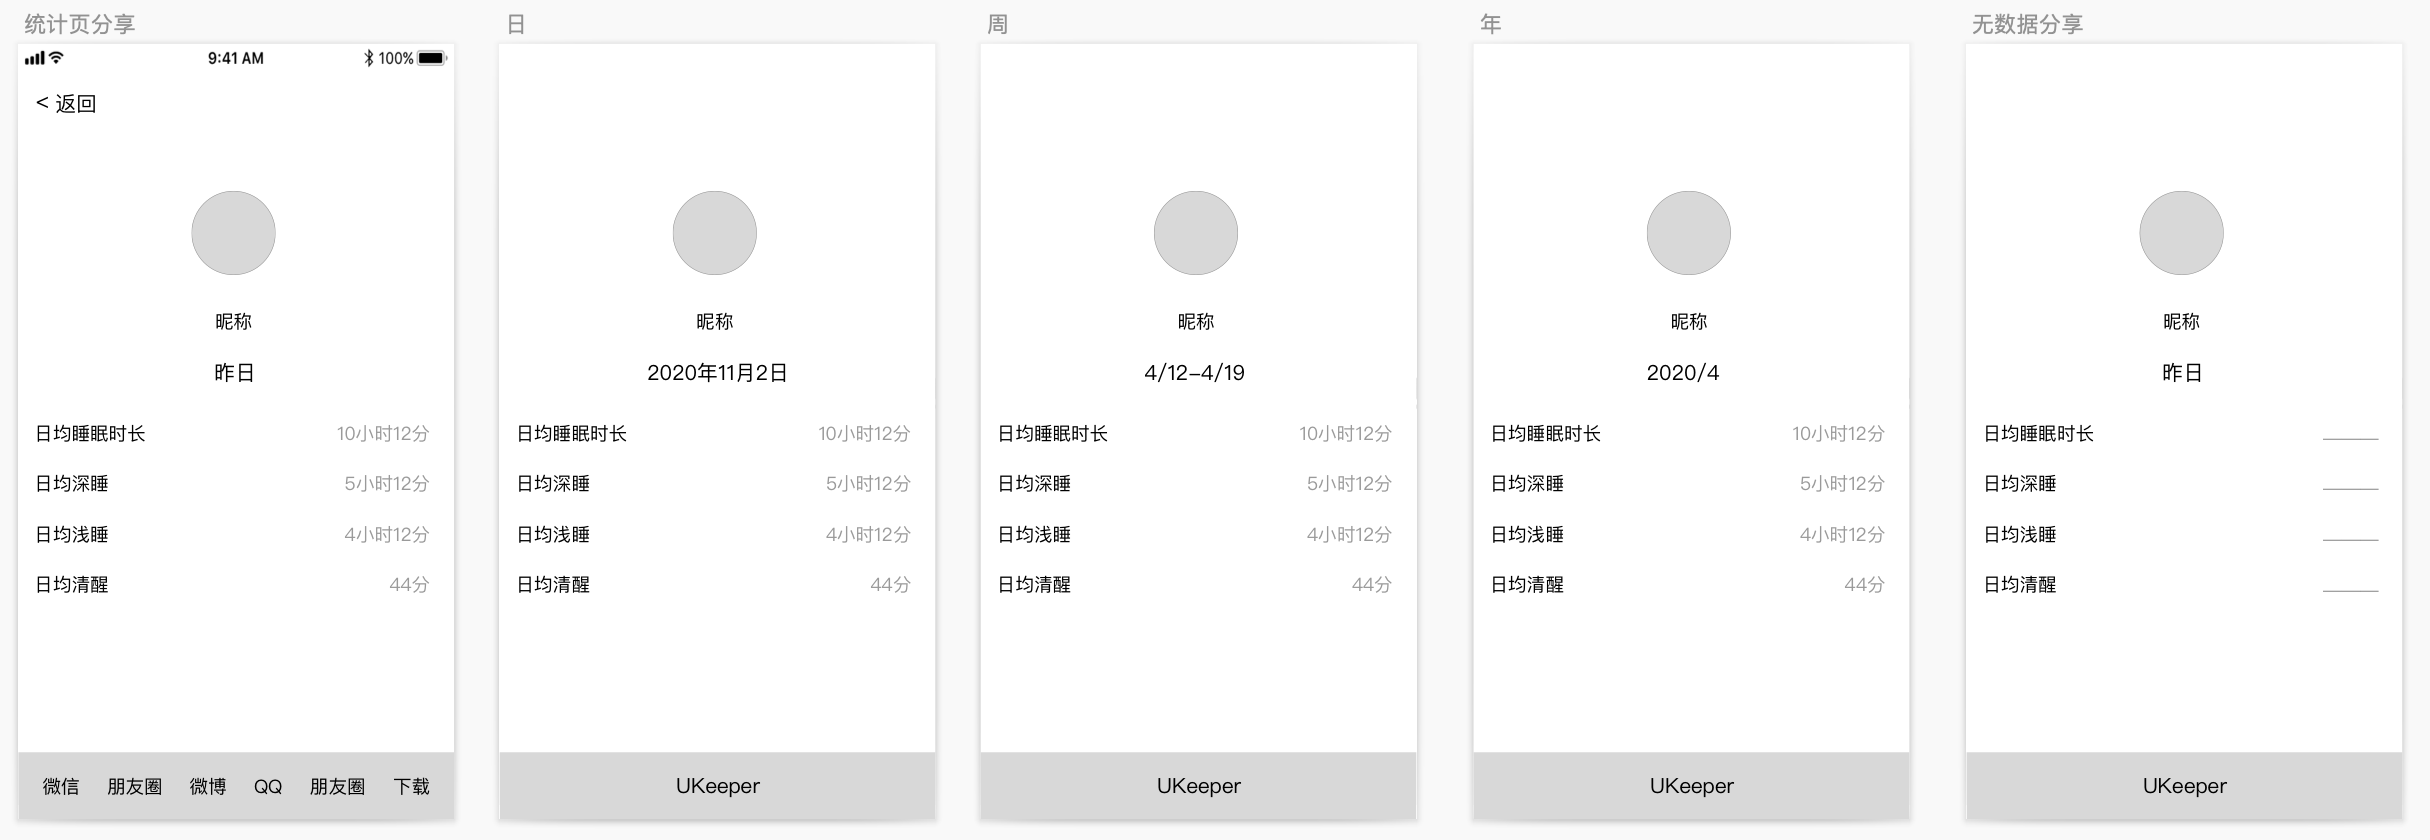 统计页分享
9:41 AM
100%
< 返回
昵称
昨日
日均睡眠时长 10小时12分
日均深睡 5小时12分
日均浅睡 4小时12分
日均清醒 44分
微信 朋友圈 微博 QQ 朋友圈 下载
日
昵称
2020年11月2日
日均睡眠时长 10小时12分
日均深睡 5小时12分
日均浅睡 4小时12分
日均清醒 44分
UKeeper
周
昵称
4/12-4/19
日均睡眠时长 10小时12分
日均深睡 5小时12分
日均浅睡 4小时12分
日均清醒 44分
UKeeper
年
昵称
2020/4
日均睡眠时长 10小时12分
日均深睡 5小时12分
日均浅睡 4小时12分
日均清醒 44分
UKeeper
无数据分享
昵称
昨日
日均睡眠时长
日均深睡
日均浅睡
日均清醒
UKeeper